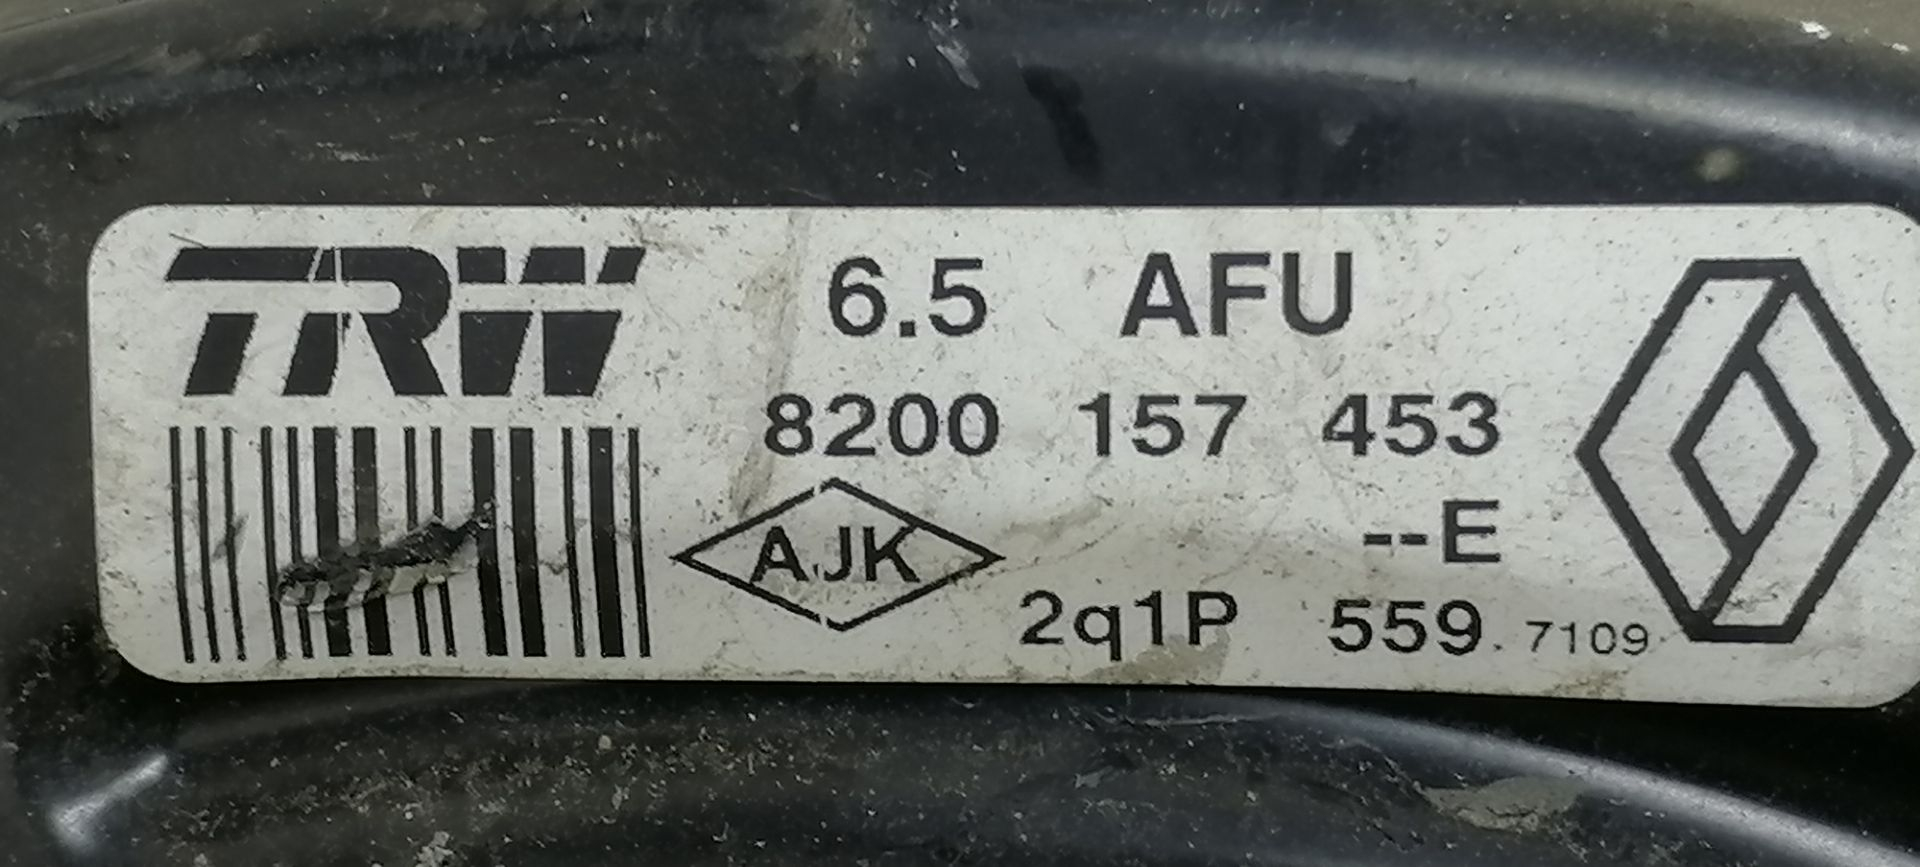 TRW
6.5 AFU
8200 157 453
--E
AJK
2q1P 559. 7109